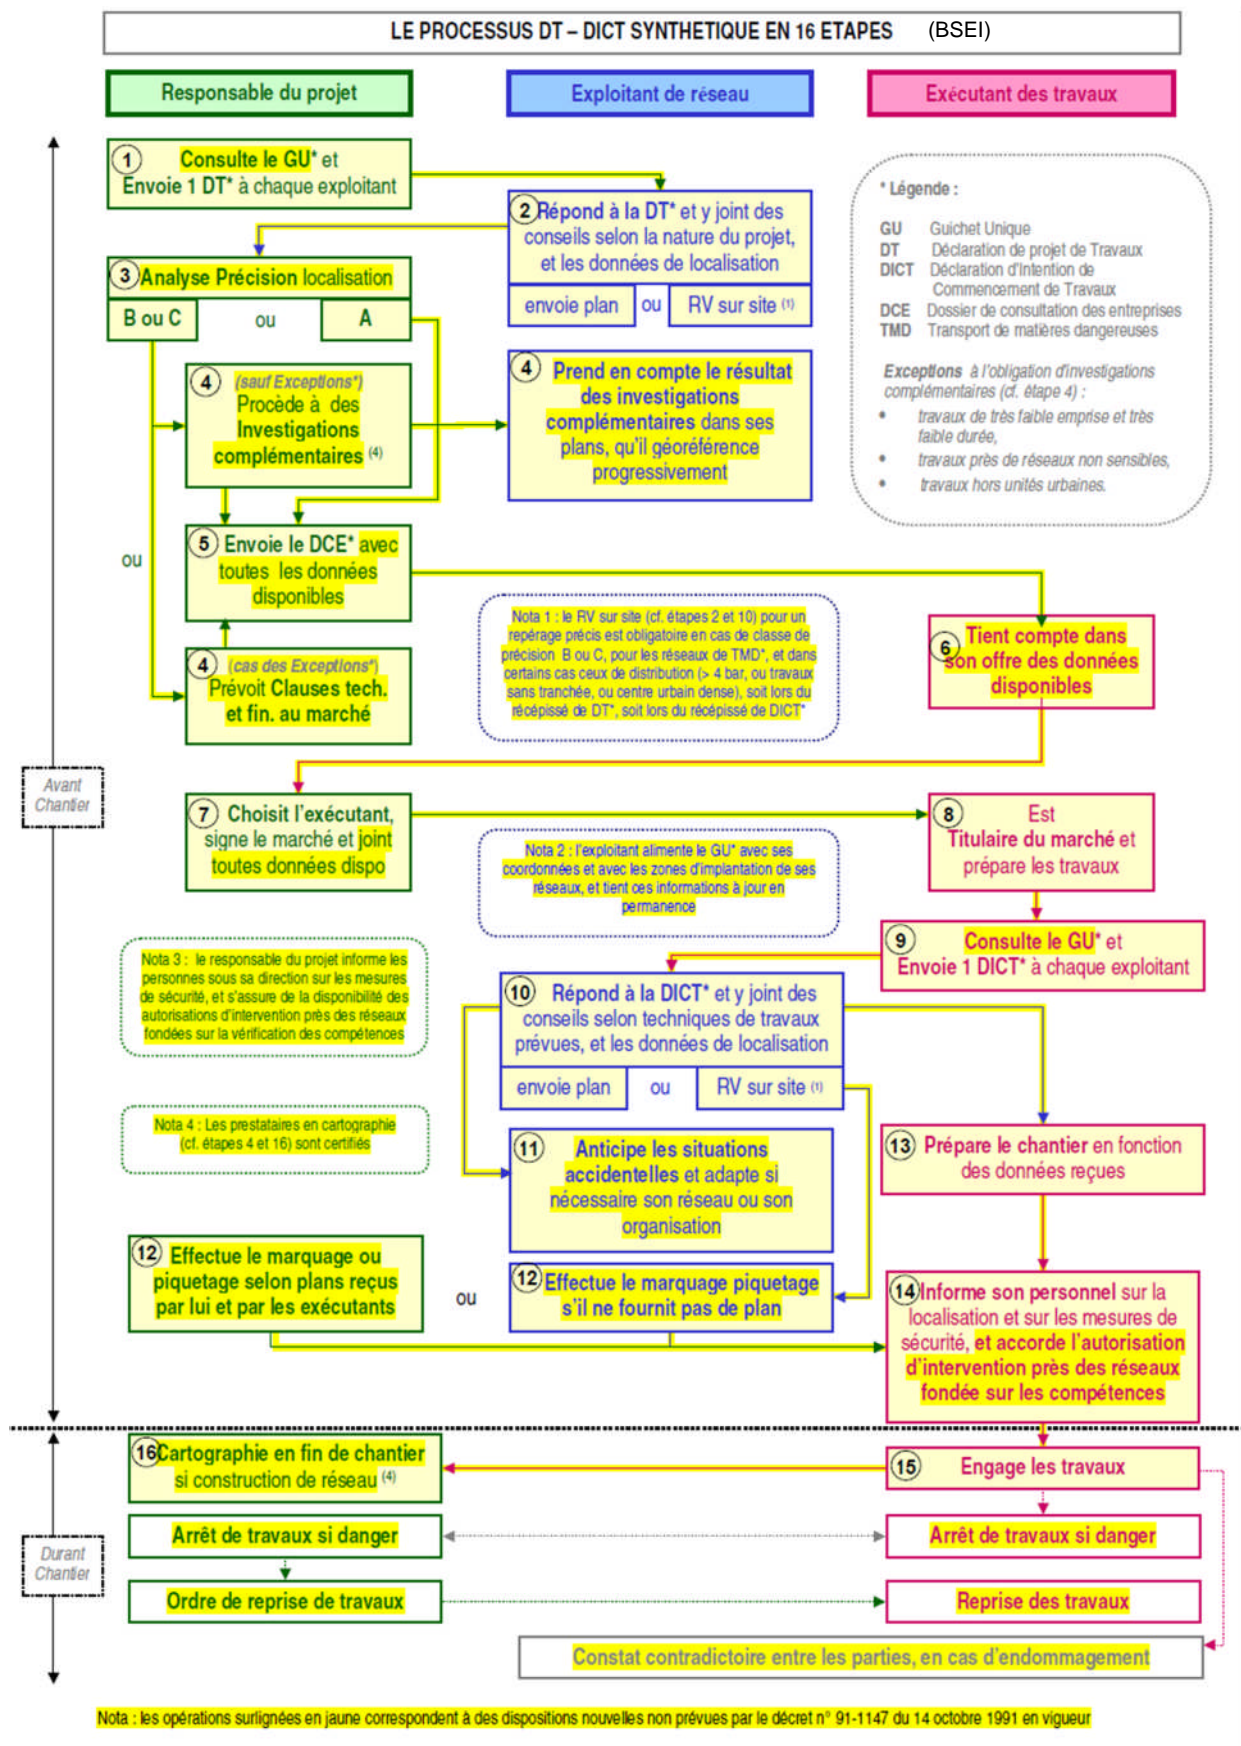 LE PROCESSUS DT – DICT SYNTHETIQUE EN 16 ETAPES (BSEI)
Responsable du projet
Exploitant de réseau
Exécutant des travaux
1 Consulte le GU* et
Envoie 1 DT* à chaque exploitant
2 Répond à la DT* et y joint des
conseils selon la nature du projet,
et les données de localisation
envoie plan ou RV sur site (1)
* Légende :
GU Guichet Unique
DT Déclaration de projet de Travaux
DICT Déclaration d'Intention de
Commencement de Travaux
DCE Dossier de consultation des entreprises
TMD Transport de matières dangereuses
Exceptions à l'obligation d'investigations
complémentaires (cf. étape 4) :
• travaux de très faible emprise et très
faible durée,
• travaux près de réseaux non sensibles,
• travaux hors unités urbaines.
3 Analyse Précision localisation
B ou C ou A
4 (sauf Exceptions*)
Procède à des
Investigations
complémentaires (4)
4 Prend en compte le résultat
des investigations
complémentaires dans ses
plans, qu'il géoréférence
progressivement
ou
5 Envoie le DCE* avec
toutes les données
disponibles
4 (cas des Exceptions*)
Prévoit Clauses tech.
et fin. au marché
Nota 1 : le RV sur site (cf. étapes 2 et 10) pour un
repérage précis est obligatoire en cas de classe de
précision B ou C, pour les réseaux de TMD*, et dans
certains cas ceux de distribution (> 4 bar, ou travaux
sans tranchée, ou centre urbain dense), soit lors du
récépissé de DT*, soit lors du récépissé de DICT*
6 Tient compte dans
son offre des données
disponibles
Avant
Chantier
7 Choisit l'exécutant,
signe le marché et joint
toutes données dispo
8 Est
Titulaire du marché et
prépare les travaux
Nota 2 : l'exploitant alimente le GU* avec ses
coordonnées et avec les zones d'implantation de ses
réseaux, et tient ces informations à jour en
permanence
9 Consulte le GU* et
Envoie 1 DICT* à chaque exploitant
Nota 3 : le responsable du projet informe les
personnes sous sa direction sur les mesures
de sécurité, et s'assure de la disponibilité des
autorisations d'intervention près des réseaux
fondées sur la vérification des compétences
10 Répond à la DICT* et y joint des
conseils selon techniques de travaux
prévues, et les données de localisation
envoie plan ou RV sur site (1)
Nota 4 : Les prestataires en cartographie
(cf. étapes 4 et 16) sont certifiés
11 Anticipe les situations
accidentelles et adapte si
nécessaire son réseau ou son
organisation
13 Prépare le chantier en fonction
des données reçues
12 Effectue le marquage ou
piquetage selon plans reçus
par lui et par les exécutants
ou
12 Effectue le marquage piquetage
s'il ne fournit pas de plan
14 Informe son personnel sur la
localisation et sur les mesures de
sécurité, et accorde l'autorisation
d'intervention près des réseaux
fondée sur les compétences
16 Cartographie en fin de chantier
si construction de réseau (4)
15 Engage les travaux
Durant
Chantier
Arrêt de travaux si danger
Arrêt de travaux si danger
Ordre de reprise de travaux
Reprise des travaux
Constat contradictoire entre les parties, en cas d'endommagement
Nota : les opérations surlignées en jaune correspondent à des dispositions nouvelles non prévues par le décret n° 91-1147 du 14 octobre 1991 en vigueur